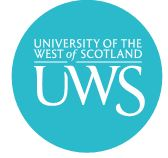 UNIVERSITY OF THE
WEST of SCOTLAND
UWS